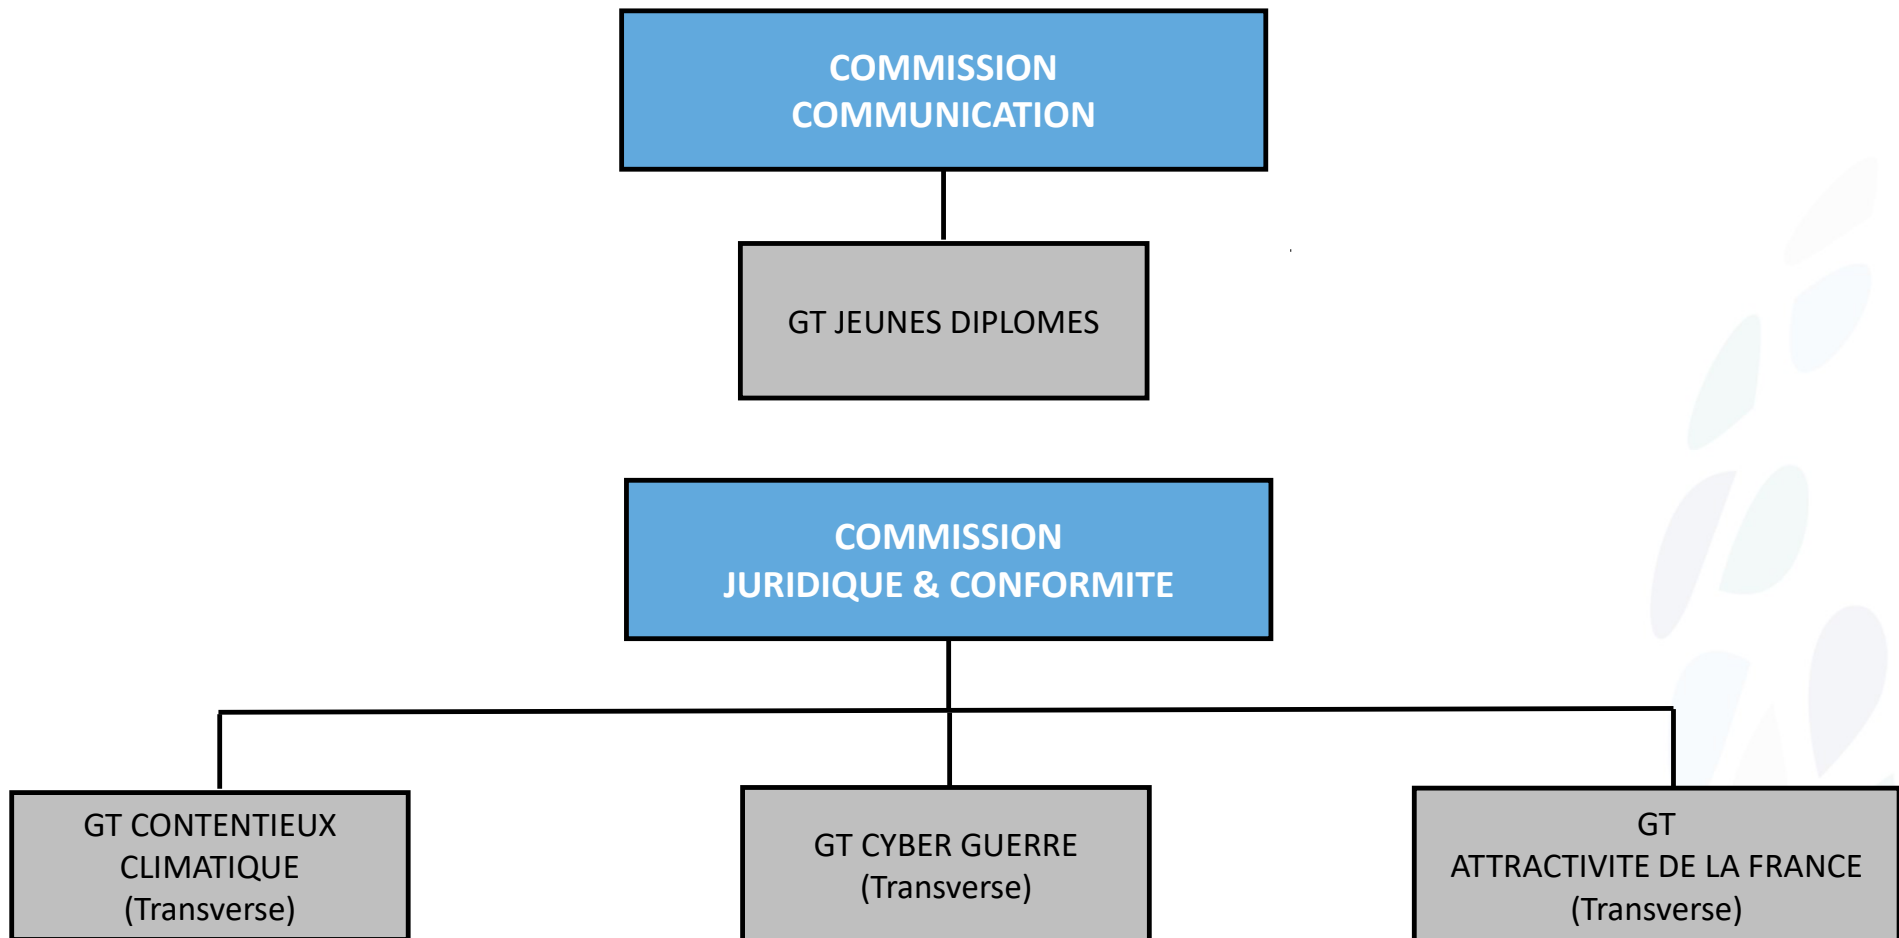 COMMISSION
COMMUNICATION
GT JEUNES DIPLOMES
COMMISSION
JURIDIQUE & CONFORMITE
GT CONTENTIEUX
CLIMATIQUE
(Transverse)
GT CYBER GUERRE
(Transverse)
GT
ATTRACTIVITE DE LA FRANCE
(Transverse)